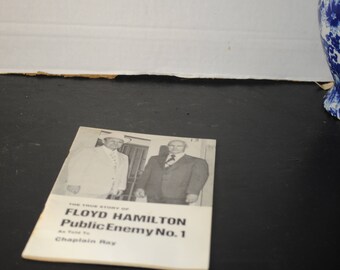 THE TRUE STORY OF
FLOYD HAMILTON
Public Enemy No. 1
As Told To
Chaplain Ray